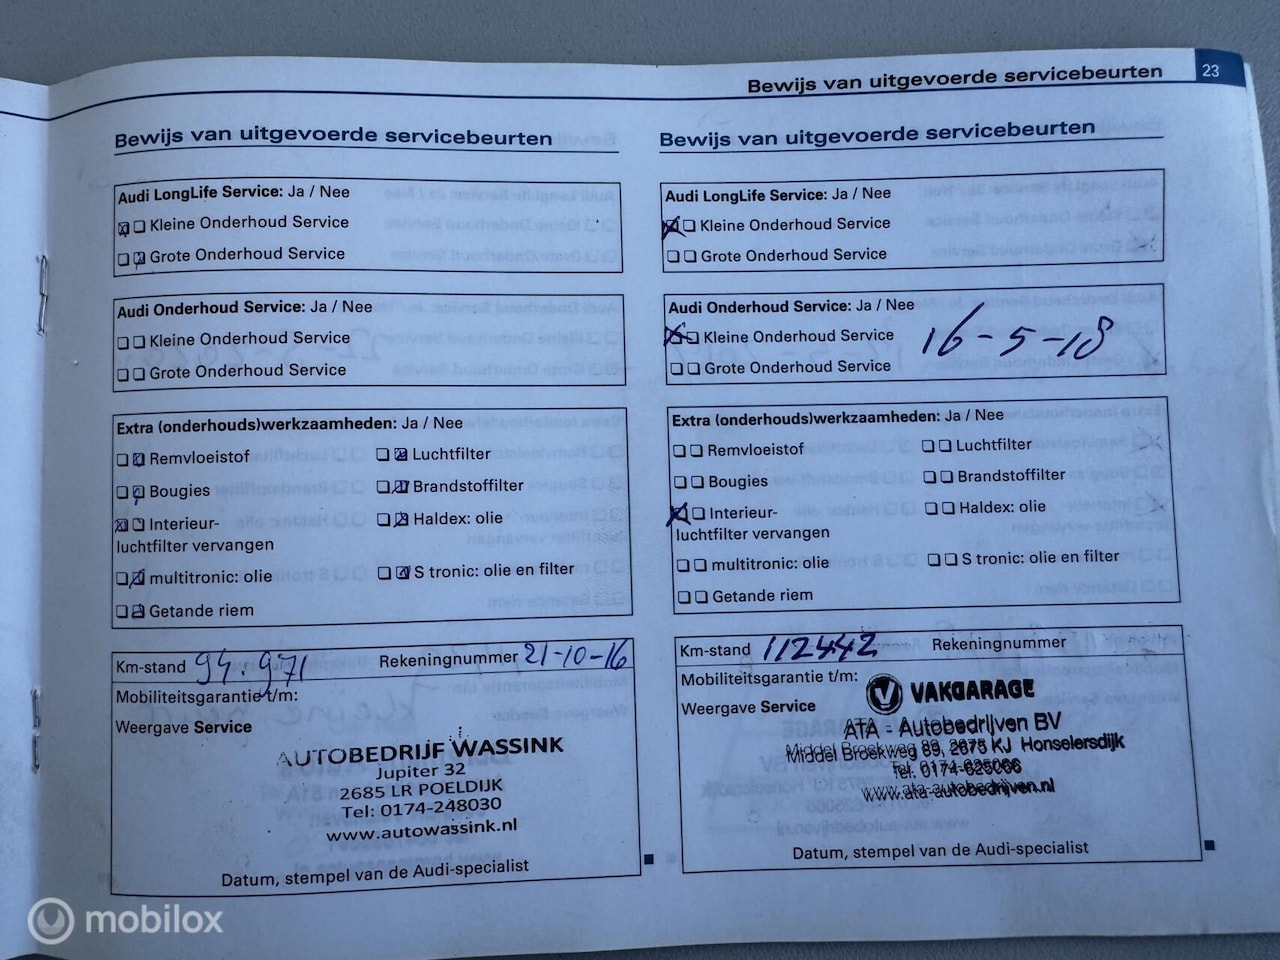 Bewijs van uitgevoerde servicebeurten 23
Bewijs van uitgevoerde servicebeurten
Audi LongLife Service: Ja / Nee
Kleine Onderhoud Service
Grote Onderhoud Service
Audi Onderhoud Service: Ja / Nee
Kleine Onderhoud Service
Grote Onderhoud Service
Extra (onderhouds)werkzaamheden: Ja / Nee
Remvloeistof Luchtfilter
Bougies Brandstoffilter
Interieur- Haldex: olie
luchtfilter vervangen
multitronic: olie S tronic: olie en filter
Getande riem
Km-stand 94.971 Rekeningnummer 21-10-16
Mobiliteitsgarantie t/m:
Weergave Service
AUTOBEDRIJF WASSINK
Jupiter 32
2685 LR POELDIJK
Tel: 0174-248030
www.autowassink.nl
Datum, stempel van de Audi-specialist
Bewijs van uitgevoerde servicebeurten
Audi LongLife Service: Ja / Nee
Kleine Onderhoud Service
Grote Onderhoud Service
Audi Onderhoud Service: Ja / Nee
Kleine Onderhoud Service 16-5-18
Grote Onderhoud Service
Extra (onderhouds)werkzaamheden: Ja / Nee
Remvloeistof Luchtfilter
Bougies Brandstoffilter
Interieur- Haldex: olie
luchtfilter vervangen
multitronic: olie S tronic: olie en filter
Getande riem
Km-stand 112442 Rekeningnummer
Mobiliteitsgarantie t/m:
Weergave Service
VAKGARAGE
ATA - Autobedrijven BV
Middel Broekweg 89, 2675 KJ Honselersdijk
Tel. 0174-625066
www.ata-autobedrijven.nl
Datum, stempel van de Audi-specialist
mobilox